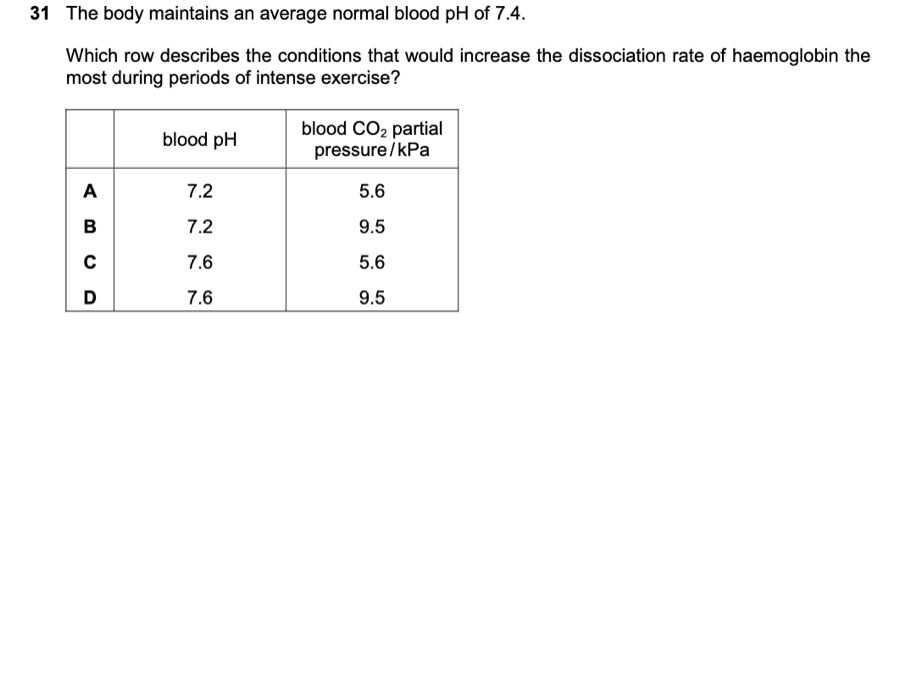 31 The body maintains an average normal blood pH of 7.4.
Which row describes the conditions that would increase the dissociation rate of haemoglobin the
most during periods of intense exercise?
blood pH
blood CO₂ partial
pressure/kPa
A 7.2 5.6
B 7.2 9.5
C 7.6 5.6
D 7.6 9.5